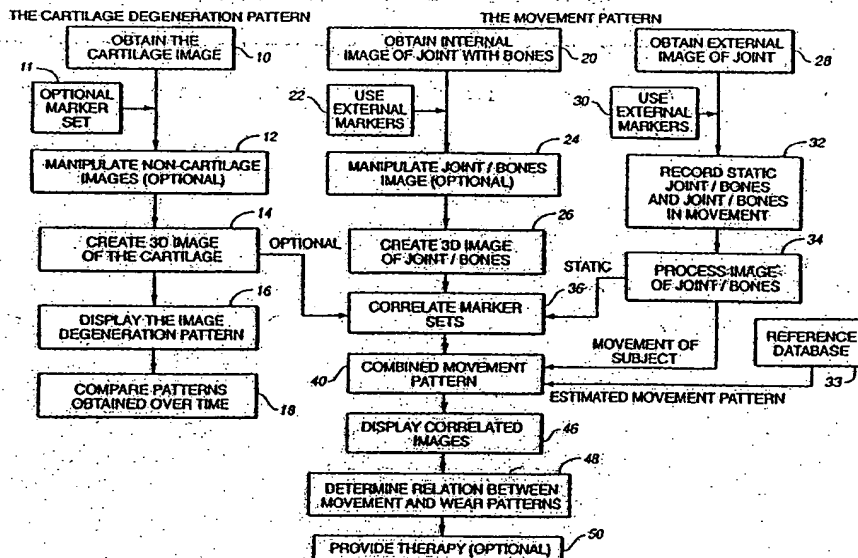 THE CARTILAGE DEGENERATION PATTERN
OBTAIN THE
CARTILAGE IMAGE
10
11
OPTIONAL
MARKER
SET
12
MANIPULATE NON-CARTILAGE
IMAGES (OPTIONAL)
14
CREATE 3D IMAGE
OF THE CARTILAGE
OPTIONAL
16
DISPLAY THE IMAGE
DEGENERATION PATTERN
COMPARE PATTERNS
OBTAINED OVER TIME
18
THE MOVEMENT PATTERN
OBTAIN INTERNAL
IMAGE OF JOINT WITH BONES
20
22
USE
EXTERNAL
MARKERS
24
MANIPULATE JOINT / BONES
IMAGE (OPTIONAL)
26
CREATE 3D IMAGE
OF JOINT / BONES
36
CORRELATE MARKER
SETS
40
COMBINED MOVEMENT
PATTERN
DISPLAY CORRELATED
IMAGES
46
48
DETERMINE RELATION BETWEEN
MOVEMENT AND WEAR PATTERNS
PROVIDE THERAPY (OPTIONAL)
50
OBTAIN EXTERNAL
IMAGE OF JOINT
28
30
USE
EXTERNAL
MARKERS
32
RECORD STATIC
JOINT / BONES
AND JOINT / BONES
IN MOVEMENT
34
PROCESS IMAGE
OF JOINT / BONES
STATIC
MOVEMENT OF
SUBJECT
REFERENCE
DATABASE
33
ESTIMATED MOVEMENT PATTERN